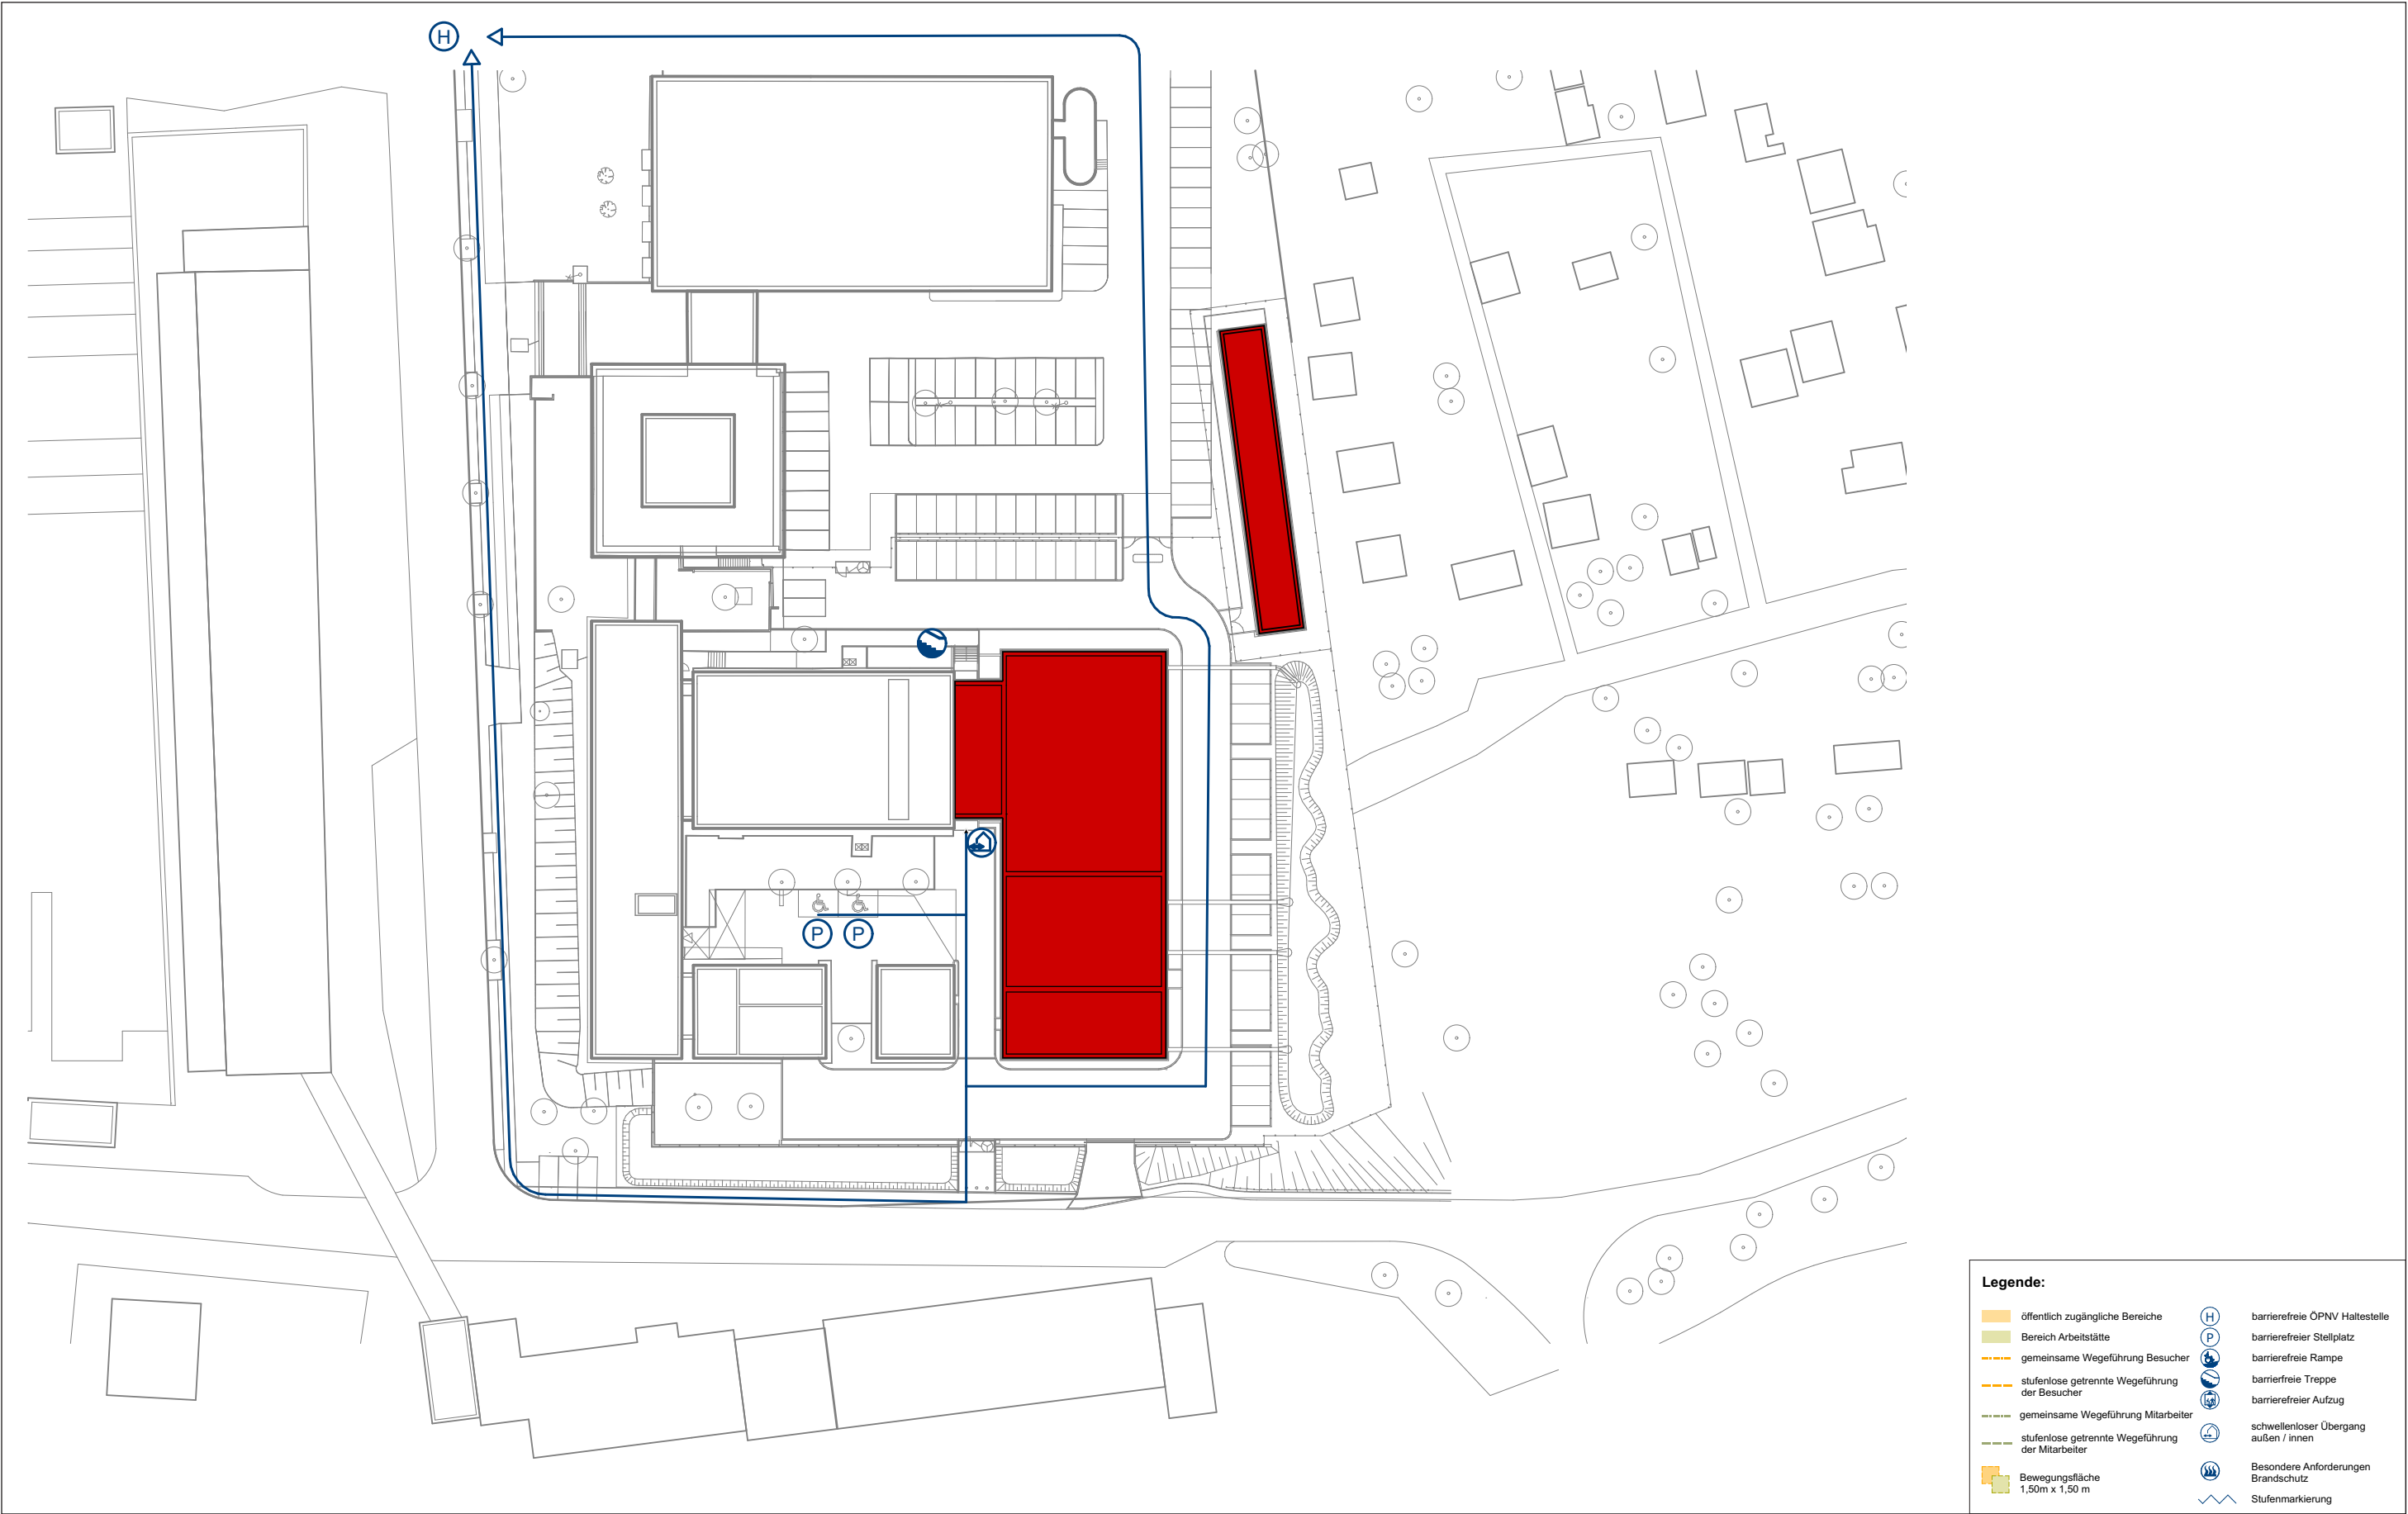 H
P P
Legende:
öffentlich zugängliche Bereiche
Bereich Arbeitstätte
gemeinsame Wegeführung Besucher
stufenlose getrennte Wegeführung
der Besucher
gemeinsame Wegeführung Mitarbeiter
stufenlose getrennte Wegeführung
der Mitarbeiter
Bewegungsfläche
1,50m x 1,50 m
H barrierefreie ÖPNV Haltestelle
P barrierefreier Stellplatz
barrierefreie Rampe
barrierfreie Treppe
barrierefreier Aufzug
schwellenloser Übergang
außen / innen
Besondere Anforderungen
Brandschutz
Stufenmarkierung